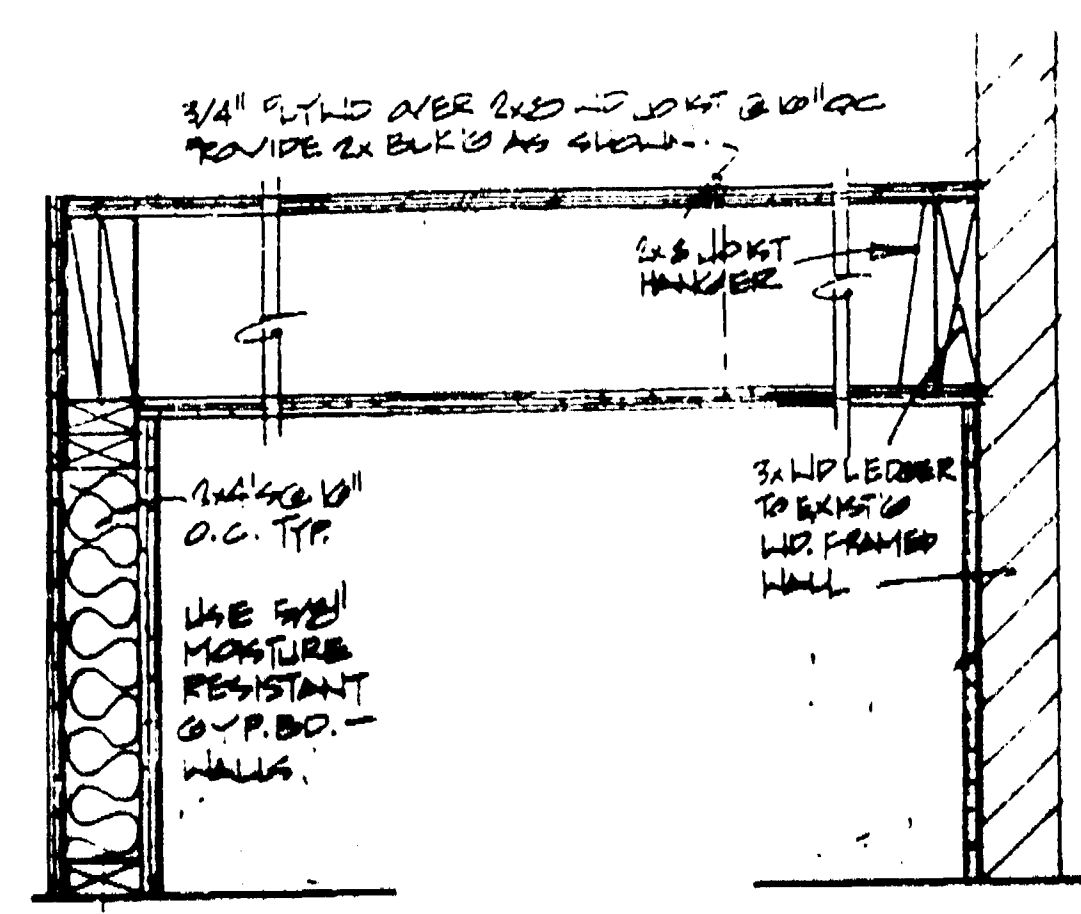 3/4" PLYWD OVER 2x8 WD JOIST @ 16" OC
PROVIDE 2x BLK'G AS SHOWN
2x8 JOIST
HANGER
2x4's @ 16"
O.C. TYP.
3x WD LEDGER
TO EXIST'G
WD. FRAMED
WALL
USE 5/8"
MOISTURE
RESISTANT
GYP. BD. -
WALLS.